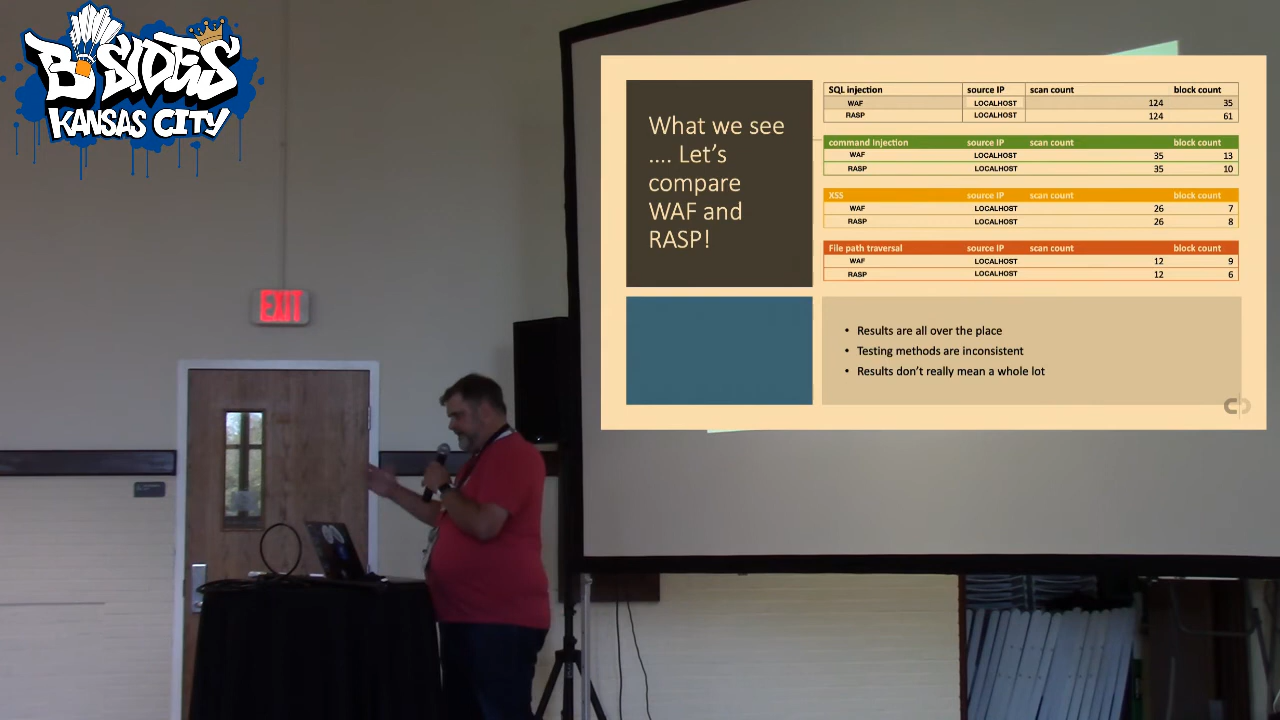 B·SIDES
KANSAS CITY
EXIT
What we see
.... Let's
compare
WAF and
RASP!
SQL injection source IP scan count block count
WAF LOCALHOST 124 35
RASP LOCALHOST 124 61
command injection source IP scan count block count
WAF LOCALHOST 35 13
RASP LOCALHOST 35 10
XSS source IP scan count block count
WAF LOCALHOST 26 7
RASP LOCALHOST 26 8
File path traversal source IP scan count block count
WAF LOCALHOST 12 9
RASP LOCALHOST 12 6
• Results are all over the place
• Testing methods are inconsistent
• Results don't really mean a whole lot